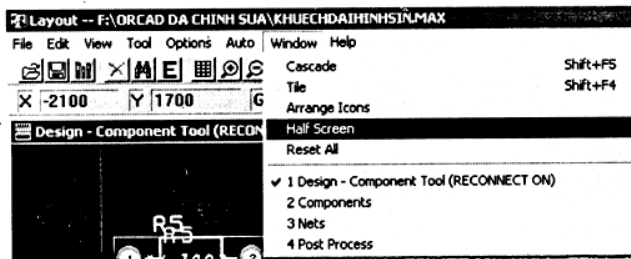 Layout -- F:\ORCAD DA CHINH SUA\KHUECHDAIHINHSIN.MAX
File Edit View Tool Options Auto Window Help
X -2100 Y 1700 G
Design - Component Tool (RECON
Cascade Shift+F5
Tile Shift+F4
Arrange Icons
Half Screen
Reset All
✓ 1 Design - Component Tool (RECONNECT ON)
2 Components
3 Nets
4 Post Process
R5